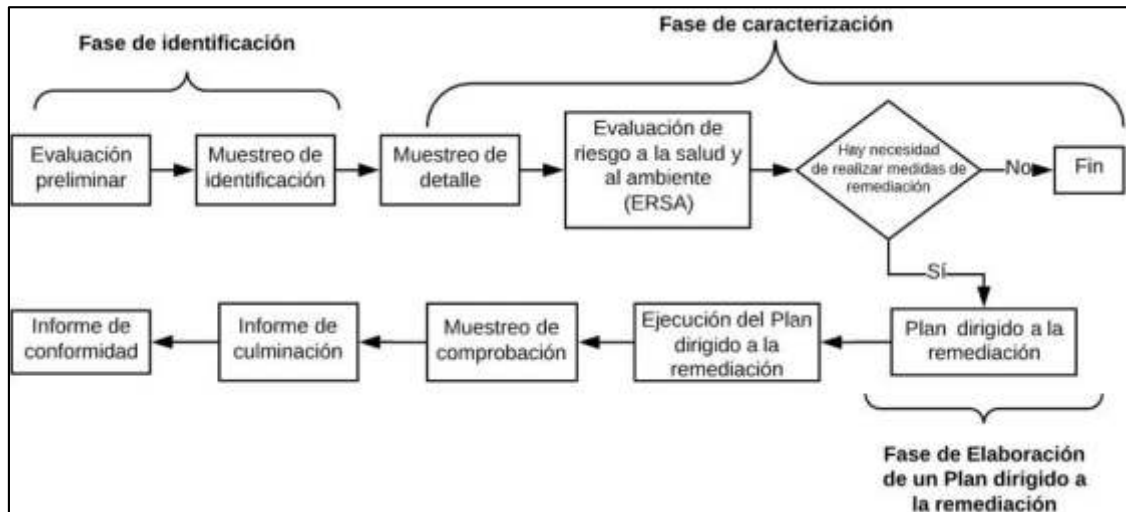 Fase de identificación
Fase de caracterización
Evaluación
preliminar
Muestreo de
identificación
Muestreo de
detalle
Evaluación de
riesgo a la salud y
al ambiente
(ERSA)
Hay necesidad
de realizar medidas de
remediación
No
Fin
Sí
Plan dirigido a la
remediación
Ejecución del Plan
dirigido a la
remediación
Muestreo de
comprobación
Informe de
culminación
Informe de
conformidad
Fase de Elaboración
de un Plan dirigido a
la remediación